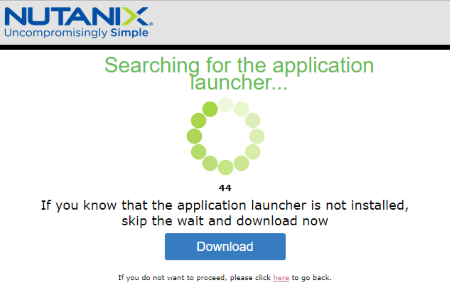 NUTANIX.
Uncompromisingly Simple
Searching for the application
launcher...
44
If you know that the application launcher is not installed,
skip the wait and download now
Download
If you do not want to proceed, please click here to go back.